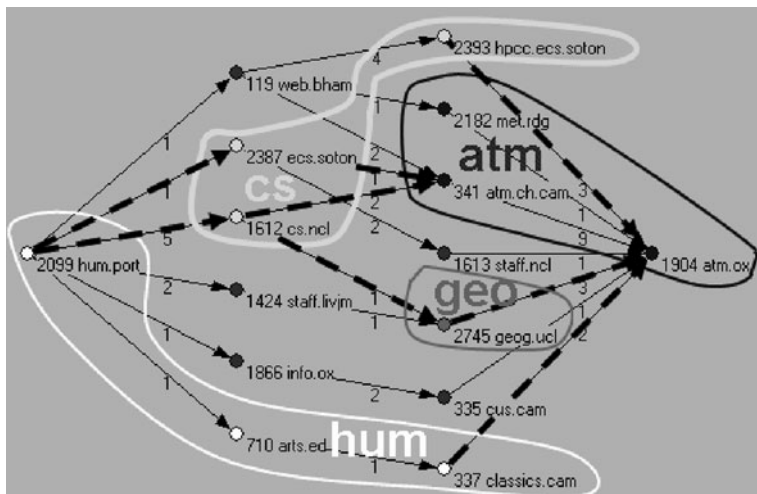 4
2393 hpcc.ecs.soton
119 web.bham
1
2182 met.rdg
1
2
atm
2387 ecs.soton
1
cs
1
2
341 atm.ch.cam
3
1
5
1612 cs.ncl
2
9
2099 hum.port
1613 staff.ncl
1
1904 atm.ox
2
1424 staff.livjm
1
geo
3
1
2745 geog.ucl
1
2
1
1866 info.ox
2
335 cus.cam
1
710 arts.ed
hum
1
337 classics.cam